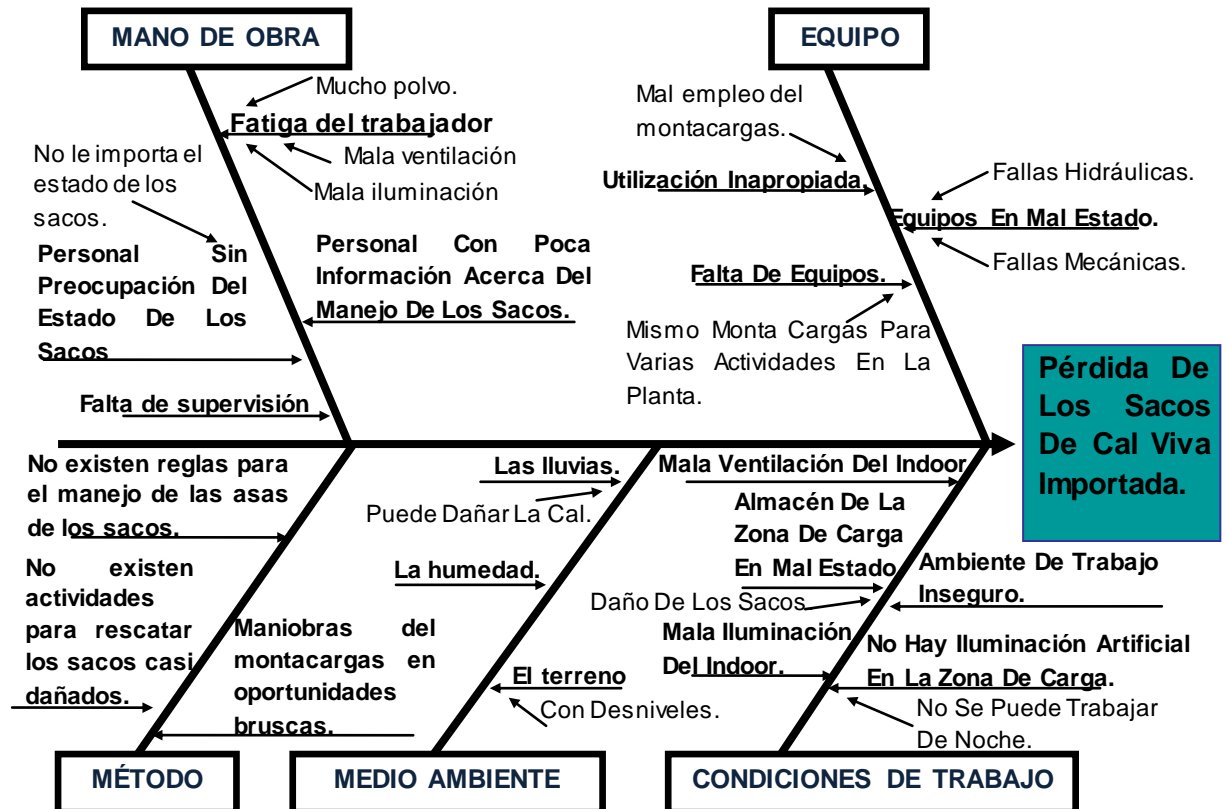 MANO DE OBRA
Mucho polvo.
Fatiga del trabajador
Mala ventilación
Mala iluminación
No le importa el
estado de los
sacos.
Personal Sin
Preocupación Del
Estado De Los
Sacos
Personal Con Poca
Información Acerca Del
Manejo De Los Sacos.
Falta de supervisión
EQUIPO
Mal empleo del
montacargas.
Utilización Inapropiada.
Fallas Hidráulicas.
Equipos En Mal Estado.
Fallas Mecánicas.
Falta De Equipos.
Mismo Monta Cargas Para
Varias Actividades En La
Planta.
Pérdida De
Los Sacos
De Cal Viva
Importada.
No existen reglas para
el manejo de las asas
de los sacos.
No existen
actividades
para rescatar
los sacos casi
dañados.
Maniobras del
montacargas en
oportunidades
bruscas.
MÉTODO
Las lluvias.
Puede Dañar La Cal.
La humedad.
El terreno
Con Desniveles.
MEDIO AMBIENTE
Mala Ventilación Del Indoor
Almacén De La
Zona De Carga
En Mal Estado
Daño De Los Sacos
Mala Iluminación
Del Indoor.
Ambiente De Trabajo
Inseguro.
No Hay Iluminación Artificial
En La Zona De Carga.
No Se Puede Trabajar
De Noche.
CONDICIONES DE TRABAJO